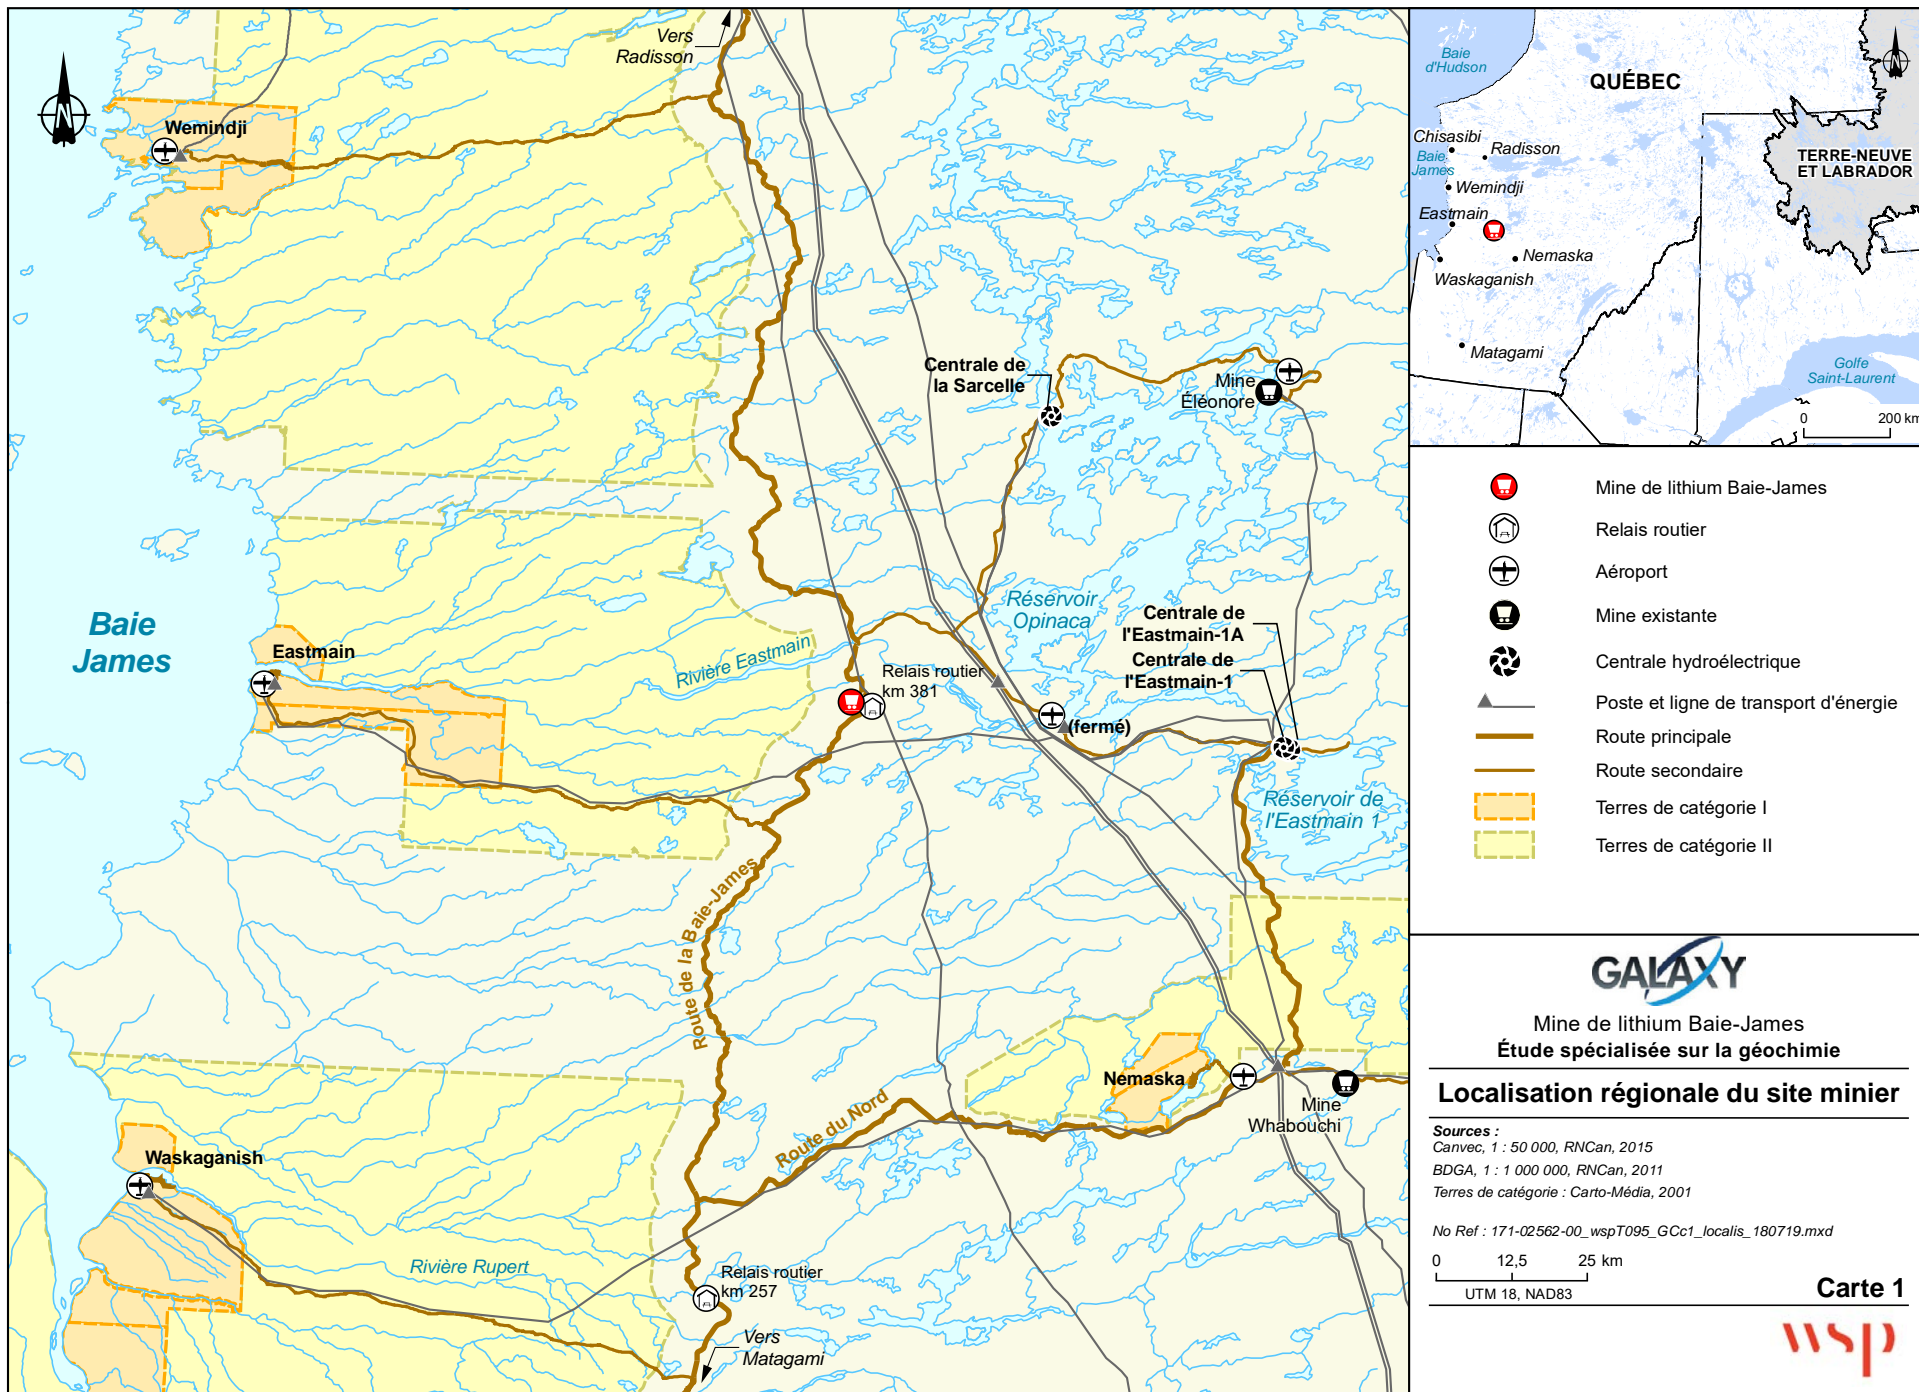 Vers
Radisson
N
Wemindji
Centrale de
la Sarcelle
Mine
Éléonore
Baie
James
Réservoir
Opinaca
Centrale de
l'Eastmain-1A
Centrale de
l'Eastmain-1
Eastmain
Rivière Eastmain
Relais routier
km 381
(fermé)
Réservoir de
l'Eastmain 1
Route de la Baie-James
Nemaska
Mine
Whabouchi
Route du Nord
Waskaganish
Rivière Rupert
Relais routier
km 257
Vers
Matagami
Baie
d'Hudson
QUÉBEC
N
Chisasibi
Baie
James
Radisson
TERRE-NEUVE
ET LABRADOR
Wemindji
Eastmain
Nemaska
Waskaganish
Matagami
Golfe
Saint-Laurent
0 200 km
Mine de lithium Baie-James
Relais routier
Aéroport
Mine existante
Centrale hydroélectrique
Poste et ligne de transport d'énergie
Route principale
Route secondaire
Terres de catégorie I
Terres de catégorie II
GALAXY
Mine de lithium Baie-James
Étude spécialisée sur la géochimie
Localisation régionale du site minier
Sources :
Canvec, 1 : 50 000, RNCan, 2015
BDGA, 1 : 1 000 000, RNCan, 2011
Terres de catégorie : Carto-Média, 2001
No Ref : 171-02562-00_wspT095_GCc1_localis_180719.mxd
0 12,5 25 km
UTM 18, NAD83
Carte 1
wsp